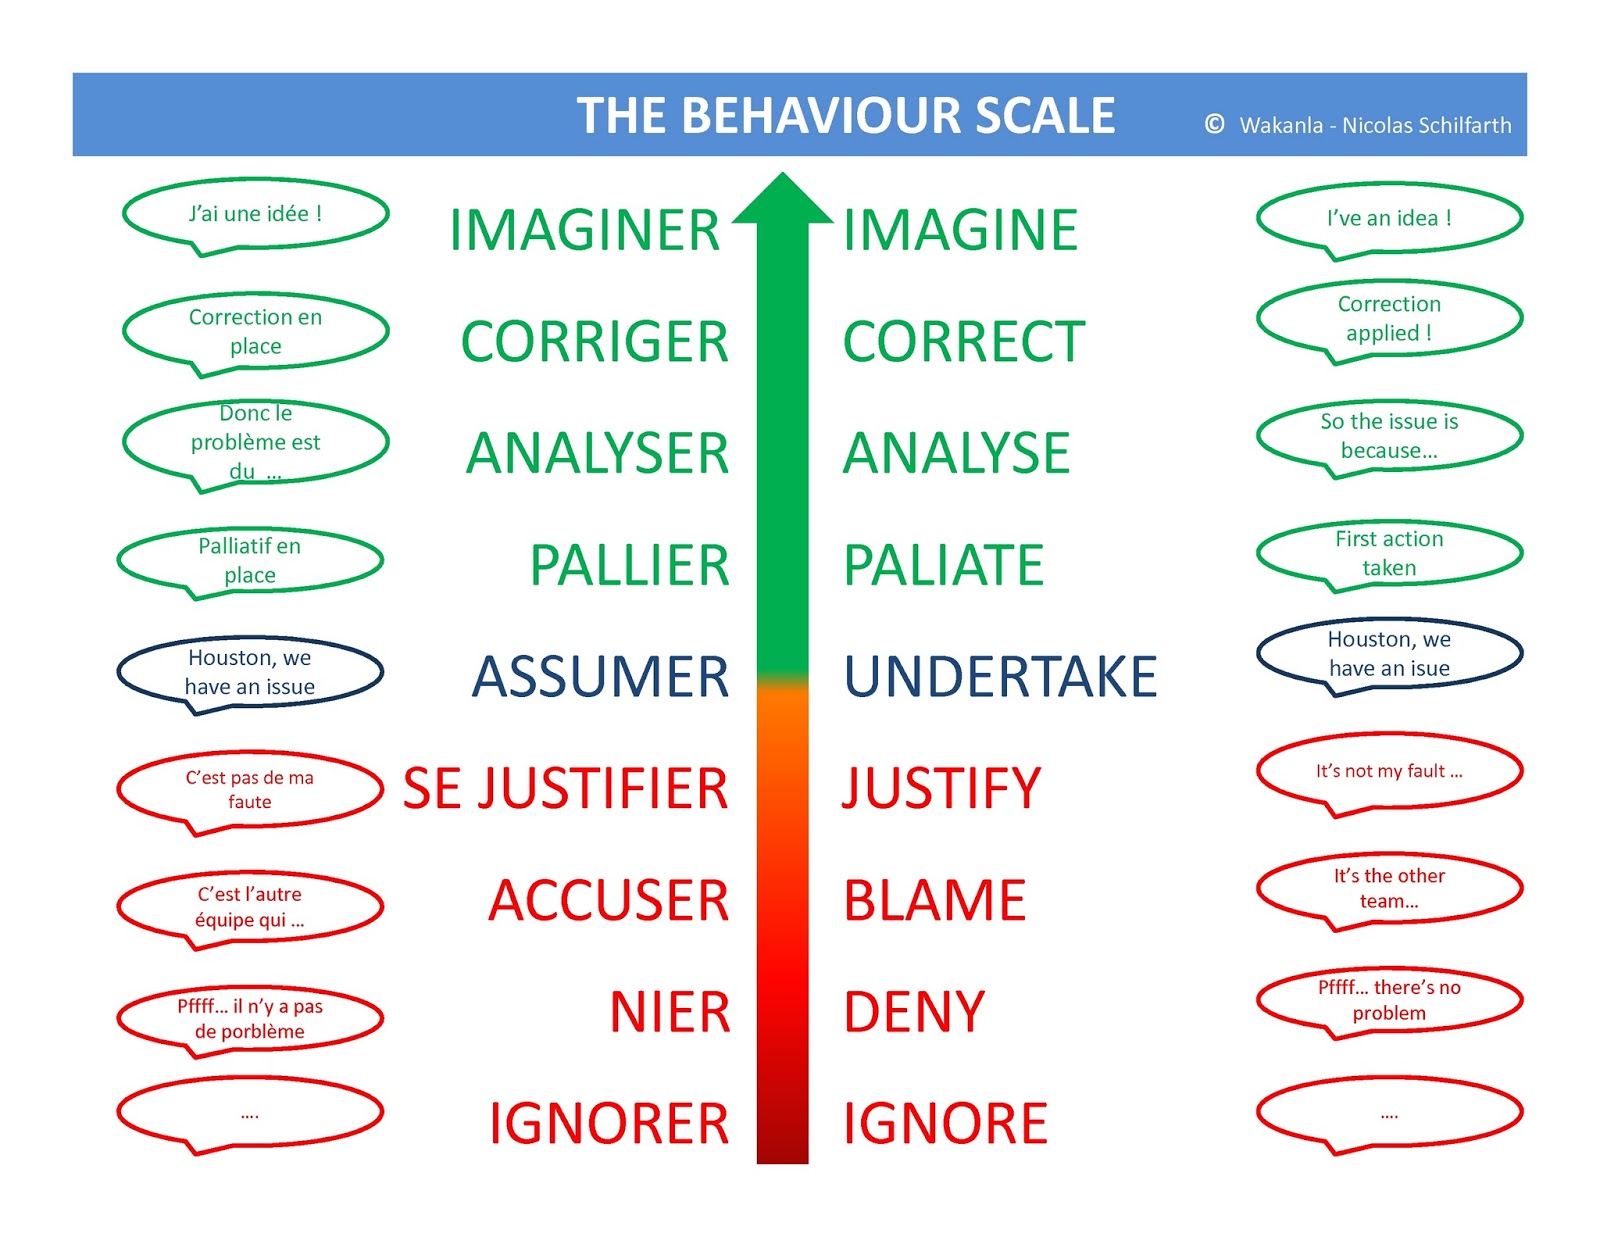 THE BEHAVIOUR SCALE
© Wakanla - Nicolas Schilfarth
J'ai une idée !
IMAGINER
IMAGINE
I've an idea !
Correction en
place
CORRIGER
CORRECT
Correction
applied !
Donc le
problème est
du ...
ANALYSER
ANALYSE
So the issue is
because...
Palliatif en
place
PALLIER
PALIATE
First action
taken
Houston, we
have an issue
ASSUMER
UNDERTAKE
Houston, we
have an isue
C'est pas de ma
faute
SE JUSTIFIER
JUSTIFY
It's not my fault ...
C'est l'autre
équipe qui ...
ACCUSER
BLAME
It's the other
team...
Pffff... il n'y a pas
de porblème
NIER
DENY
Pffff... there's no
problem
....
IGNORER
IGNORE
....